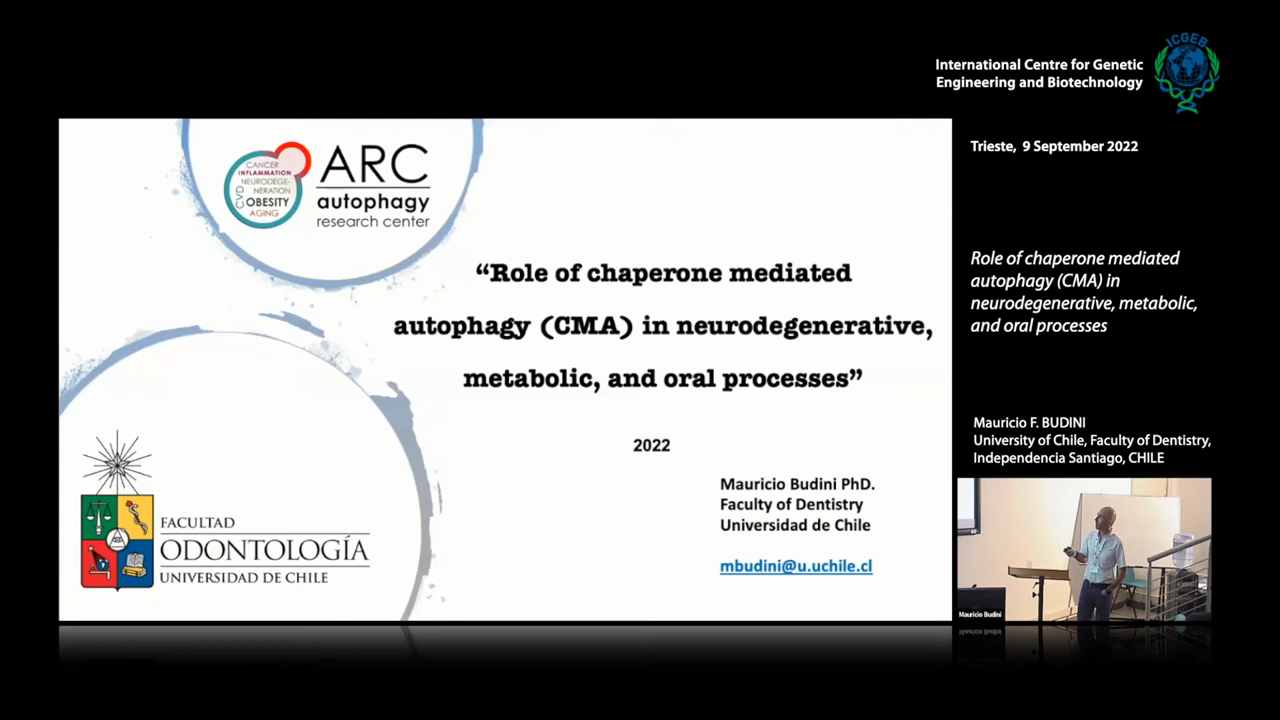 ICGEB
International Centre for Genetic
Engineering and Biotechnology
Trieste, 9 September 2022
CANCER
INFLAMMATION
NEURODEGE-
NERATION
CVD
OBESITY
AGING
ARC
autophagy
research center
“Role of chaperone mediated
autophagy (CMA) in neurodegenerative,
metabolic, and oral processes”
2022
Mauricio Budini PhD.
Faculty of Dentistry
Universidad de Chile
mbudini@u.uchile.cl
FACULTAD
ODONTOLOGÍA
UNIVERSIDAD DE CHILE
Role of chaperone mediated
autophagy (CMA) in
neurodegenerative, metabolic,
and oral processes
Mauricio F. BUDINI
University of Chile, Faculty of Dentistry,
Independencia Santiago, CHILE
Mauricio Budini